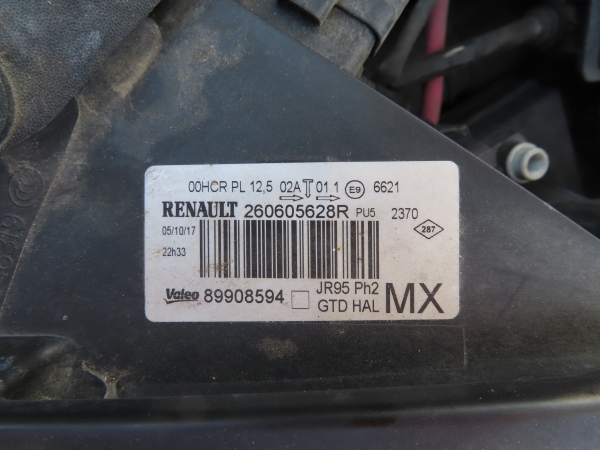 00HCR PL 12,5 02A 01 1 E9 6621
RENAULT 260605628R PU5 2370
05/10/17
287
22h33
Valeo 89908594 JR95 Ph2
GTD HAL MX